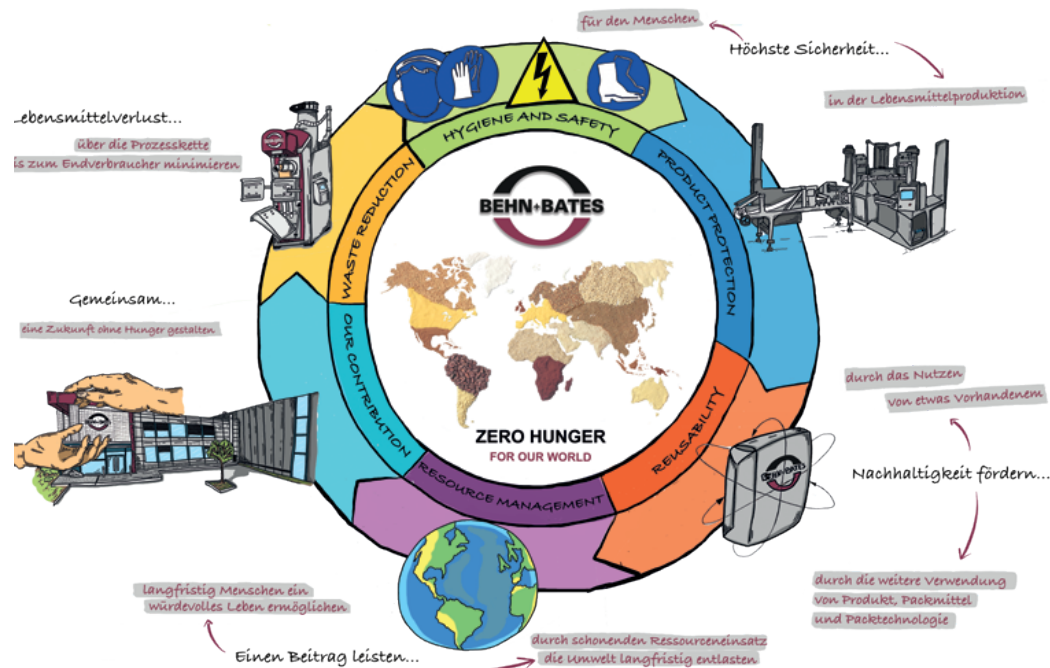 für den Menschen
Höchste Sicherheit...
in der Lebensmittelproduktion
HYGIENE AND SAFETY
PRODUCT PROTECTION
REUSABILITY
RESOURCE MANAGEMENT
OUR CONTRIBUTION
WASTE REDUCTION
BEHN+BATES
ZERO HUNGER
FOR OUR WORLD
durch das Nutzen
von etwas Vorhandenem
Nachhaltigkeit fördern...
durch die weitere Verwendung
von Produkt, Packmittel
und Packtechnologie
BEHN+BATES
durch schonenden Ressourceneinsatz
die Umwelt langfristig entlasten
Einen Beitrag leisten...
langfristig Menschen ein
würdevolles Leben ermöglichen
Gemeinsam...
eine Zukunft ohne Hunger gestalten
ebensmittelverlust...
über die Prozesskette
is zum Endverbraucher minimieren